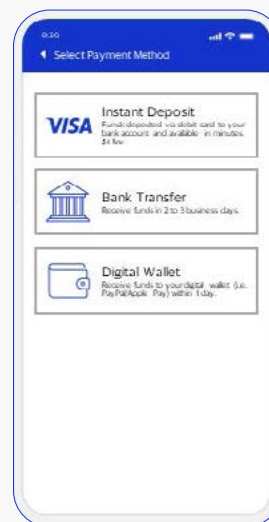 Select Payment Method
VISA
Instant Deposit
Funds deposited via debit card to your
bank account and available in minutes.
fee
Bank Transfer
Receive funds in 2 to 3 business days.
Digital Wallet
Receive funds to your digital wallet (i.e.
PayPal/Apple Pay) within 1 day.